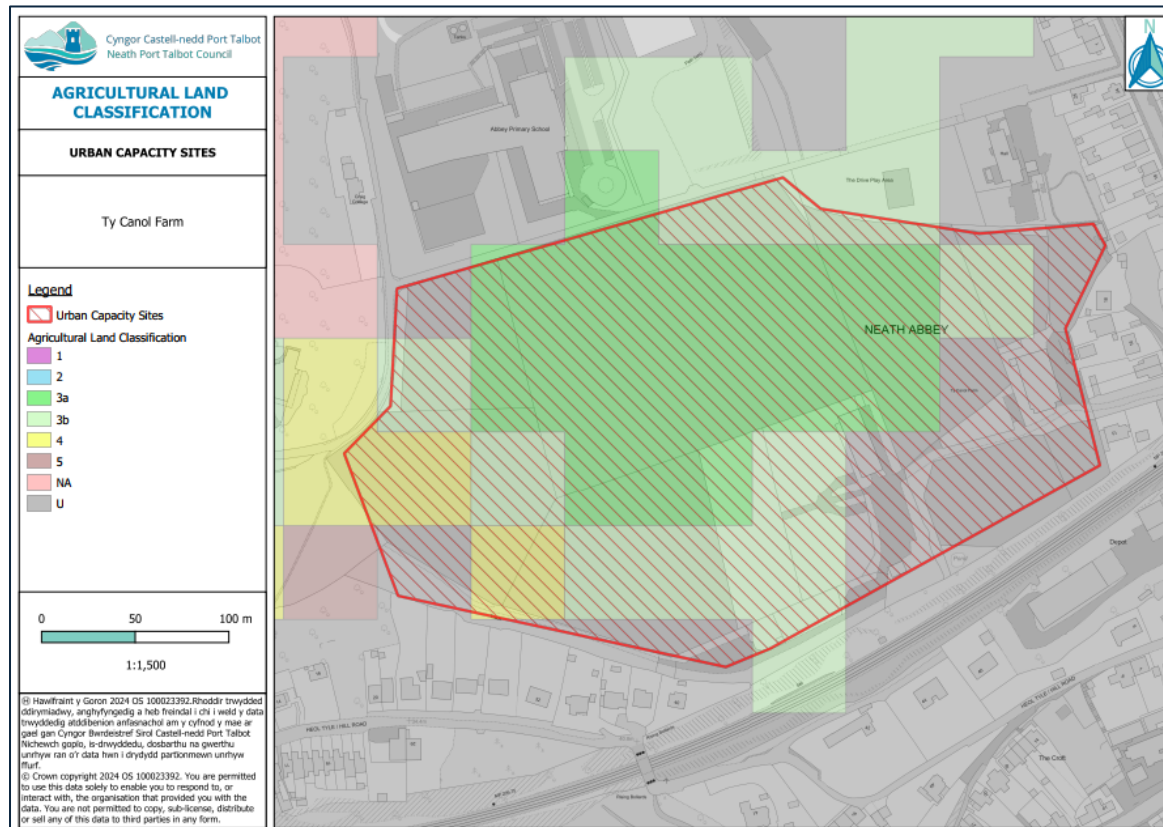 Cyngor Castell-nedd Port Talbot
Neath Port Talbot Council
AGRICULTURAL LAND
CLASSIFICATION
URBAN CAPACITY SITES
Ty Canol Farm
Legend
Urban Capacity Sites
Agricultural Land Classification
1
2
3a
3b
4
5
NA
U
0 50 100 m
1:1,500
Ⓗ Hawlfraint y Goron 2024 OS 100023392.Rhoddir trwydded
ddirymiadwy, anghyfyngedig a heb freindal i chi i weld y data
trwyddedig atddibenion anfasnachol am y cyfnod y mae ar
gael gan Cyngor Bwrdeistref Sirol Castell-nedd Port Talbot
Nichewch gopïo, is-drwyddedu, dosbarthu na gwerthu
unrhyw ran o'r data hwn i drydydd partionmewn unrhyw
ffurf.
© Crown copyright 2024 OS 100023392. You are permitted
to use this data solely to enable you to respond to, or
interact with, the organisation that provided you with the
data. You are not permitted to copy, sub-license, distribute
or sell any of this data to third parties in any form.
N
Abbey Primary School
The Drive Play Area
NEATH ABBEY
Depot
HEOL TYLE / HILL ROAD
HEOL TYLE / HILL ROAD
The Croft